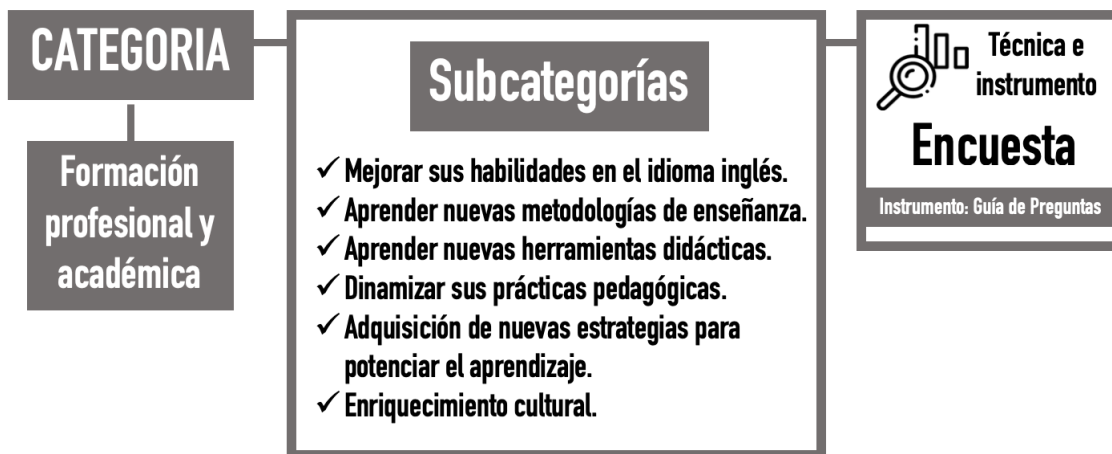 CATEGORIA
Formación
profesional y
académica
Subcategorías
✓ Mejorar sus habilidades en el idioma inglés.
✓ Aprender nuevas metodologías de enseñanza.
✓ Aprender nuevas herramientas didácticas.
✓ Dinamizar sus prácticas pedagógicas.
✓ Adquisición de nuevas estrategias para
potenciar el aprendizaje.
✓ Enriquecimiento cultural.
Técnica e
instrumento
Encuesta
Instrumento: Guía de Preguntas